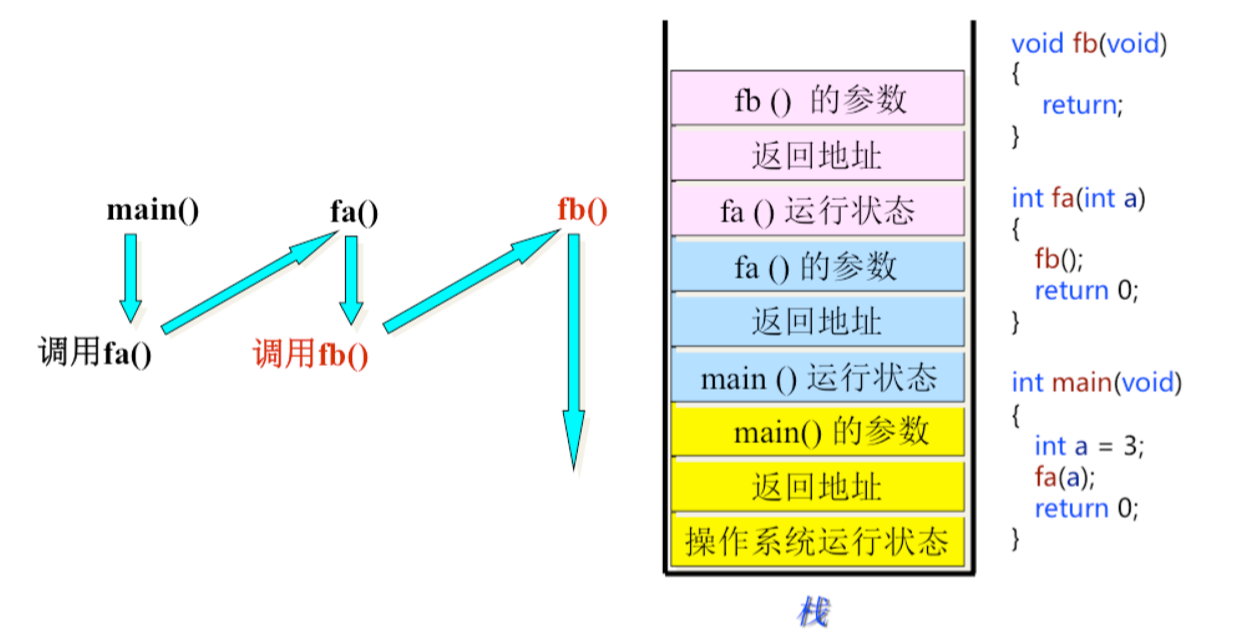 main()
fa()
fb()
调用fa()
调用fb()
fb () 的参数
返回地址
fa () 运行状态
fa () 的参数
返回地址
main () 运行状态
main() 的参数
返回地址
操作系统运行状态
栈
void fb(void)
{
return;
}
int fa(int a)
{
fb();
return 0;
}
int main(void)
{
int a = 3;
fa(a);
return 0;
}